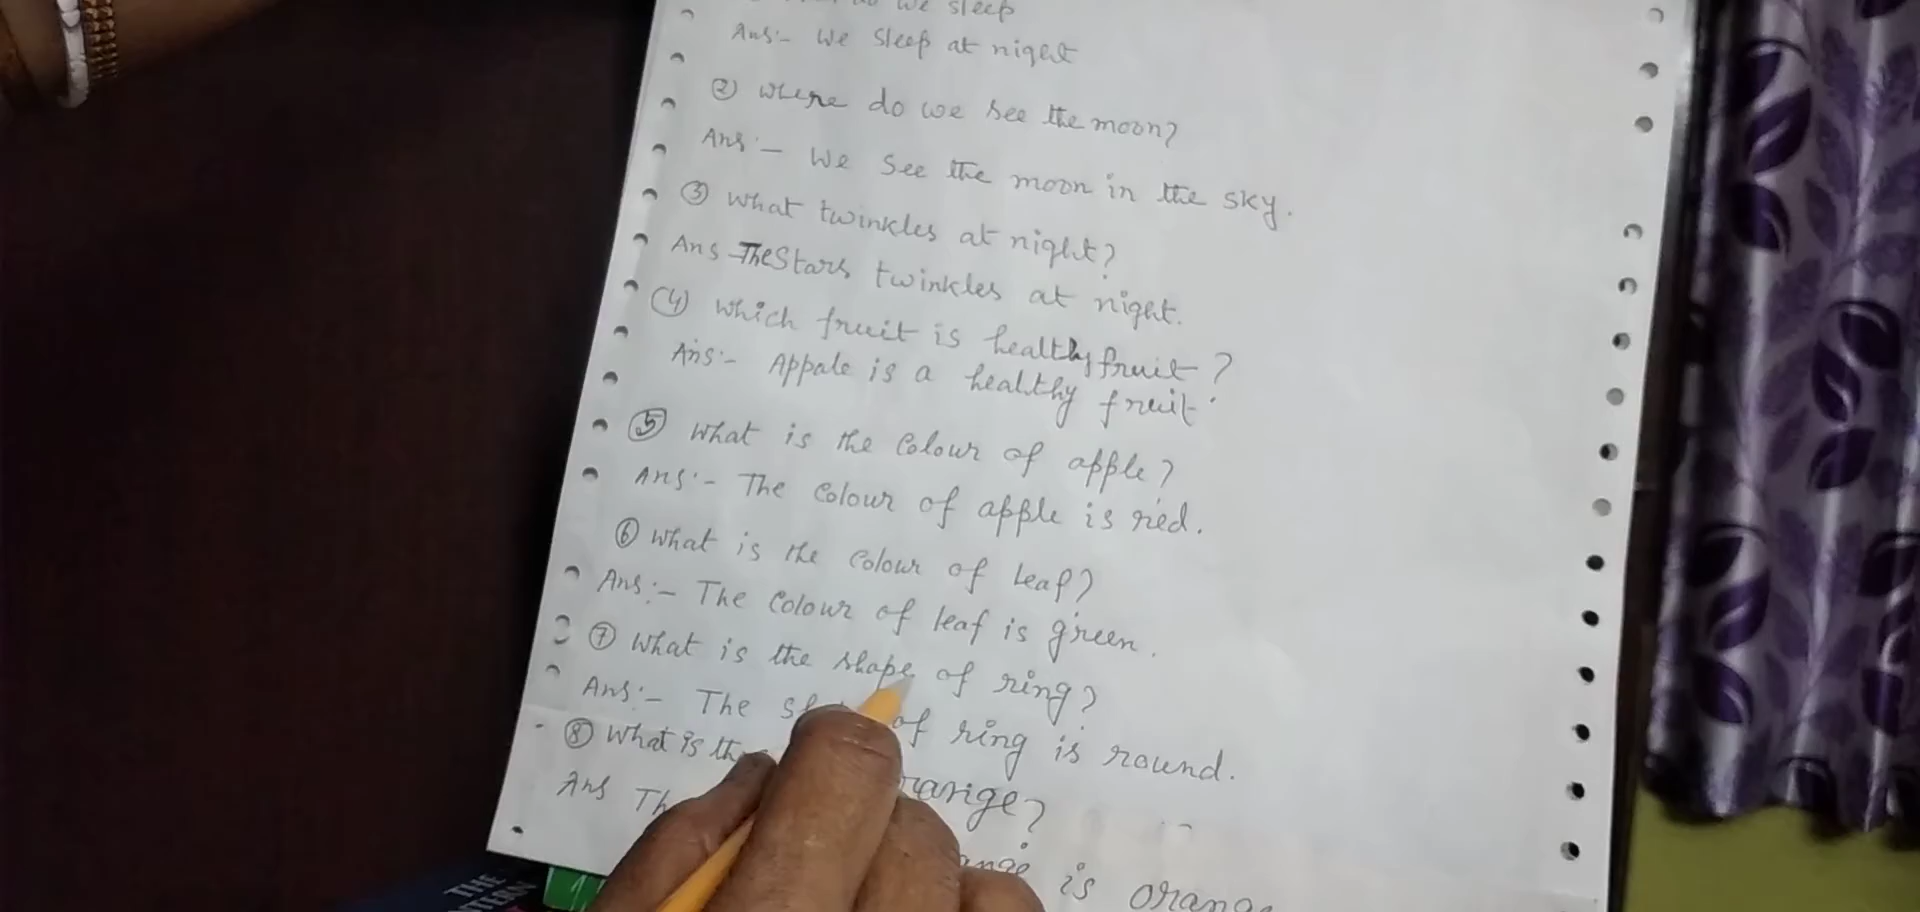 we sleep
Ans:- We sleep at night
② Where do we see the moon?
Ans:- We see the moon in the sky.
③ What twinkles at night?
Ans The Stars twinkles at night.
④ Which fruit is healthy fruit?
Ans:- Appale is a healthy fruit.
⑤ What is the colour of apple?
Ans:- The colour of apple is red.
⑥ What is the colour of leaf?
Ans:- The colour of leaf is green.
⑦ What is the shape of ring?
Ans:- The of ring is round.
⑧ What is
Ans is
THE